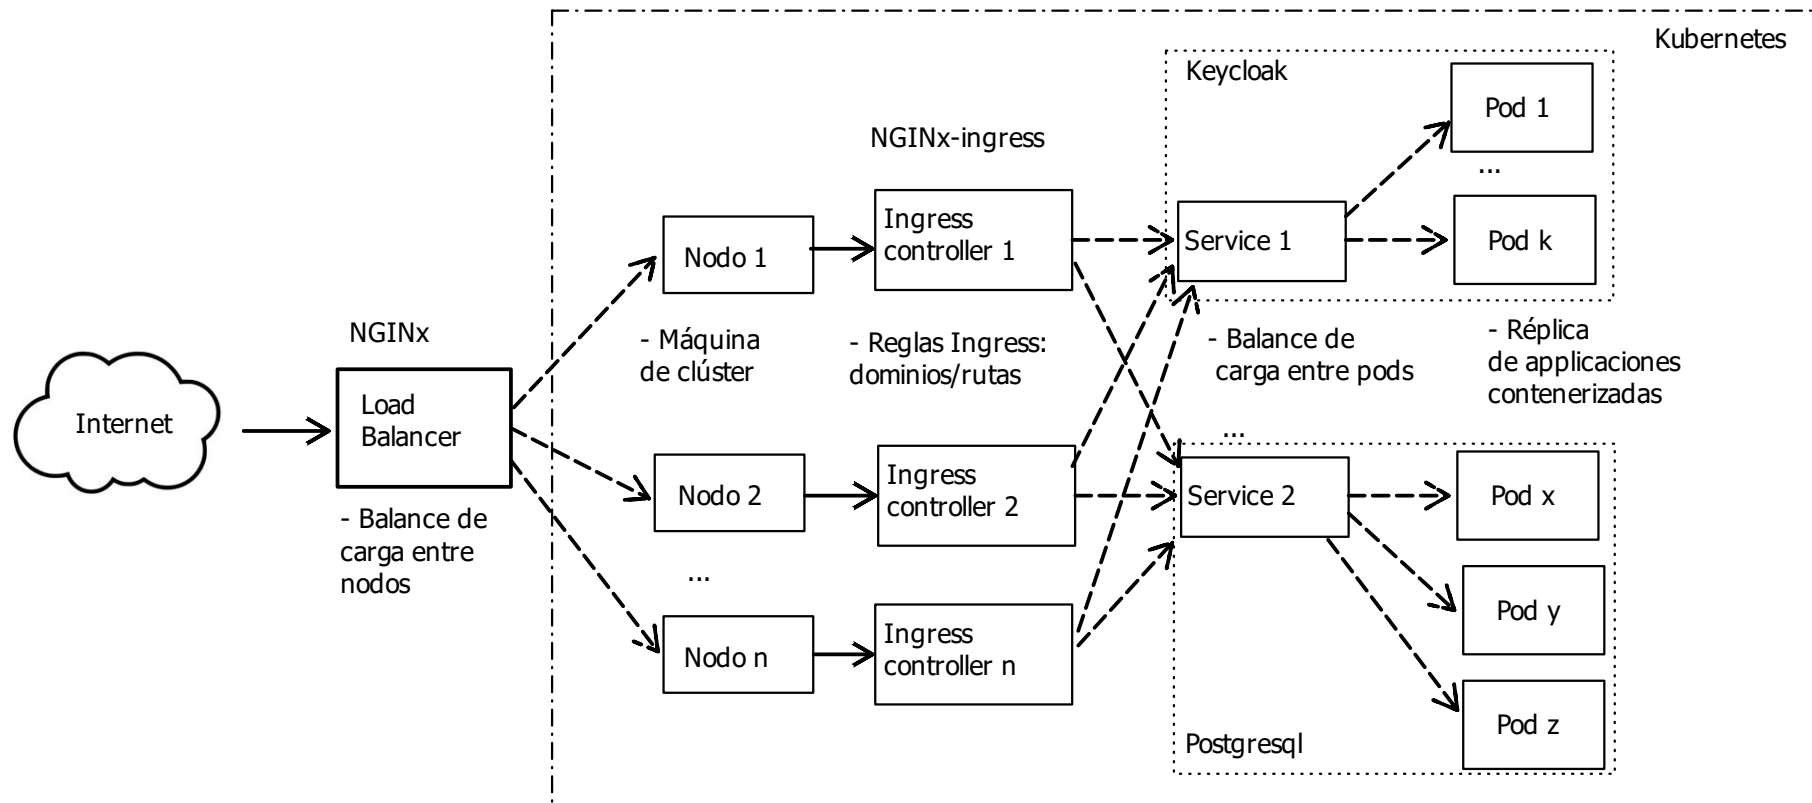 Kubernetes
Keycloak
Pod 1
...
NGINx-ingress
Ingress
controller 1
Service 1
Pod k
Nodo 1
NGINx
- Máquina
de clúster
- Reglas Ingress:
dominios/rutas
- Balance de
carga entre pods
- Réplica
de applicaciones
contenerizadas
Internet
Load
Balancer
...
Nodo 2
Ingress
controller 2
Service 2
Pod x
- Balance de
carga entre
nodos
...
Pod y
Nodo n
Ingress
controller n
Pod z
Postgresql